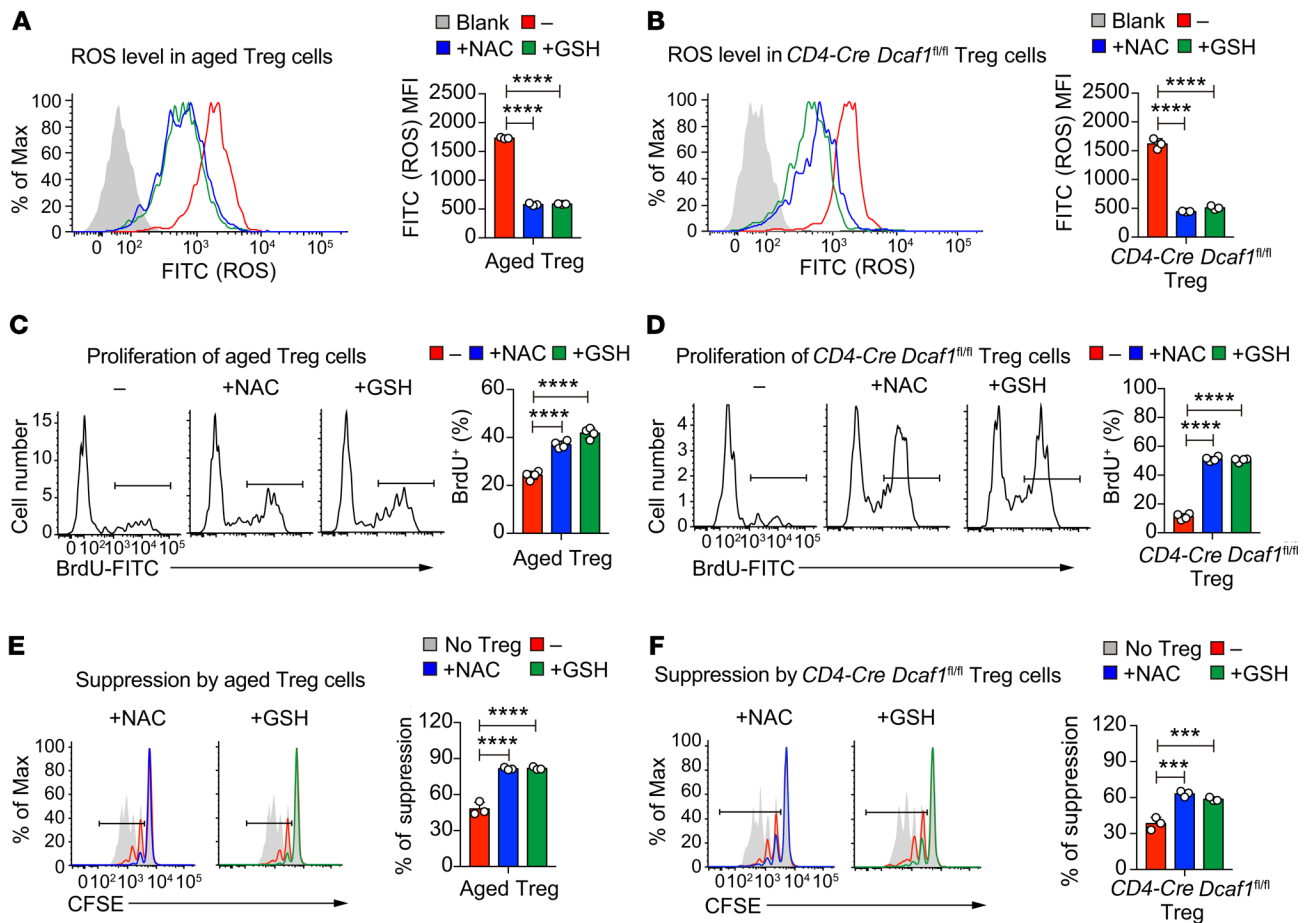 A
ROS level in aged Treg cells
Blank –
+NAC +GSH
100
80
60
40
20
0
% of Max
0 10² 10³ 10⁴ 10⁵
FITC (ROS)
2500
2000
1500
1000
500
0
FITC (ROS) MFI
****
****
Aged Treg
B
ROS level in CD4-Cre Dcaf1fl/fl Treg cells
Blank –
+NAC +GSH
100
80
60
40
20
0
% of Max
0 10² 10³ 10⁴ 10⁵
FITC (ROS)
2500
2000
1500
1000
500
0
FITC (ROS) MFI
****
****
CD4-Cre Dcaf1fl/fl
Treg
C
Proliferation of aged Treg cells
– +NAC +GSH
– +NAC +GSH
15
10
5
0
Cell number
0 10² 10³ 10⁴ 10⁵
BrdU-FITC
60
40
20
0
BrdU⁺ (%)
****
****
Aged Treg
D
Proliferation of CD4-Cre Dcaf1fl/fl Treg cells
– +NAC +GSH
– +NAC +GSH
4
3
2
1
0
Cell number
0 10² 10³ 10⁴ 10⁵
BrdU-FITC
100
80
60
40
20
0
BrdU⁺ (%)
****
****
CD4-Cre Dcaf1fl/fl
Treg
E
Suppression by aged Treg cells
No Treg –
+NAC +GSH
+NAC +GSH
100
80
60
40
20
0
% of Max
0 10² 10³ 10⁴ 10⁵
CFSE
120
90
60
30
0
% of suppression
****
****
Aged Treg
F
Suppression by CD4-Cre Dcaf1fl/fl Treg cells
No Treg –
+NAC +GSH
+NAC +GSH
100
80
60
40
20
0
% of Max
0 10² 10³ 10⁴ 10⁵
CFSE
120
90
60
30
0
% of suppression
***
***
CD4-Cre Dcaf1fl/fl
Treg